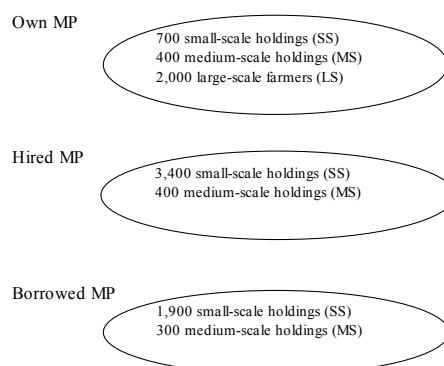 Own MP
700 small-scale holdings (SS)
400 medium-scale holdings (MS)
2,000 large-scale farmers (LS)
Hired MP
3,400 small-scale holdings (SS)
400 medium-scale holdings (MS)
Borrowed MP
1,900 small-scale holdings (SS)
300 medium-scale holdings (MS)